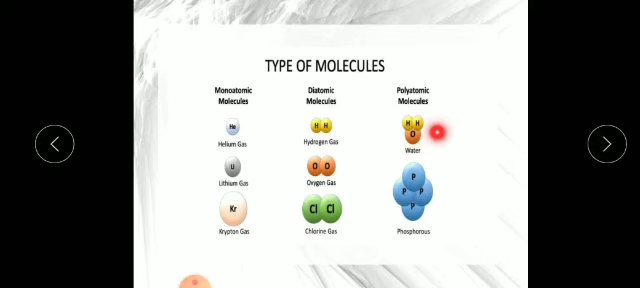 TYPE OF MOLECULES
Monoatomic Molecules
Diatomic Molecules
Polyatomic Molecules
He
H H
H H
O
Helium Gas
Hydrogen Gas
Water
Li
O O
P
P P
P
Lithium Gas
Oxygen Gas
Kr
Cl Cl
Krypton Gas
Chlorine Gas
Phosphorous